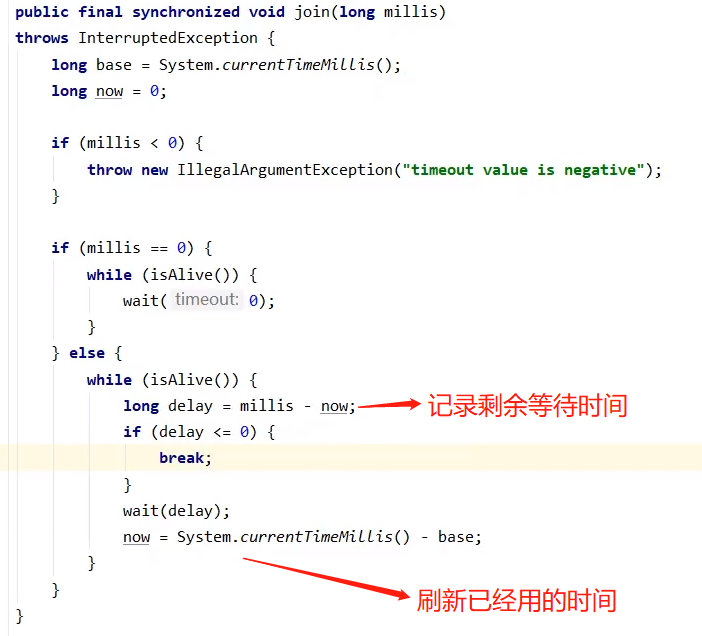 public final synchronized void join(long millis)
throws InterruptedException {
    long base = System.currentTimeMillis();
    long now = 0;

    if (millis < 0) {
        throw new IllegalArgumentException("timeout value is negative");
    }

    if (millis == 0) {
        while (isAlive()) {
            wait( timeout: 0);
        }
    } else {
        while (isAlive()) {
            long delay = millis - now; 记录剩余等待时间
            if (delay <= 0) {
                break;
            }
            wait(delay);
            now = System.currentTimeMillis() - base;
        }
刷新已经用的时间
    }
}